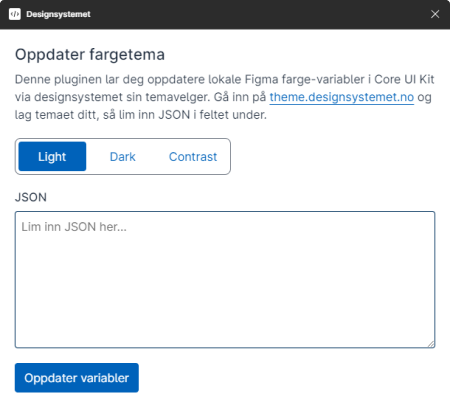 Designsystemet
Oppdater fargetema
Denne pluginen lar deg oppdatere lokale Figma farge-variabler i Core UI Kit
via designsystemet sin temavelger. Gå inn på theme.designsystemet.no og
lag temaet ditt, så lim inn JSON i feltet under.
Light Dark Contrast
JSON
Lim inn JSON her...
Oppdater variabler